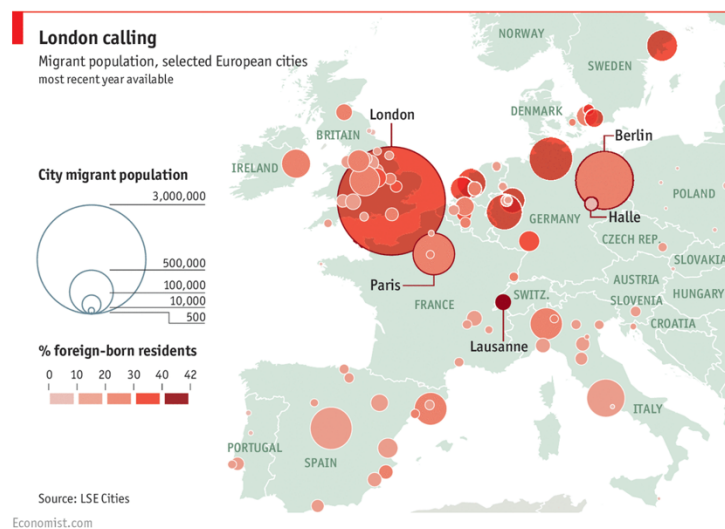 London calling
Migrant population, selected European cities
most recent year available
City migrant population
3,000,000
500,000
100,000
10,000
500
% foreign-born residents
0 10 20 30 40 42
Source: LSE Cities
Economist.com
NORWAY
SWEDEN
DENMARK
London
BRITAIN
Berlin
IRELAND
POLAND
Halle
GERMANY
CZECH REP.
SLOVAKIA
Paris
AUSTRIA
FRANCE
SWITZ.
HUNGARY
SLOVENIA
CROATIA
Lausanne
ITALY
PORTUGAL
SPAIN